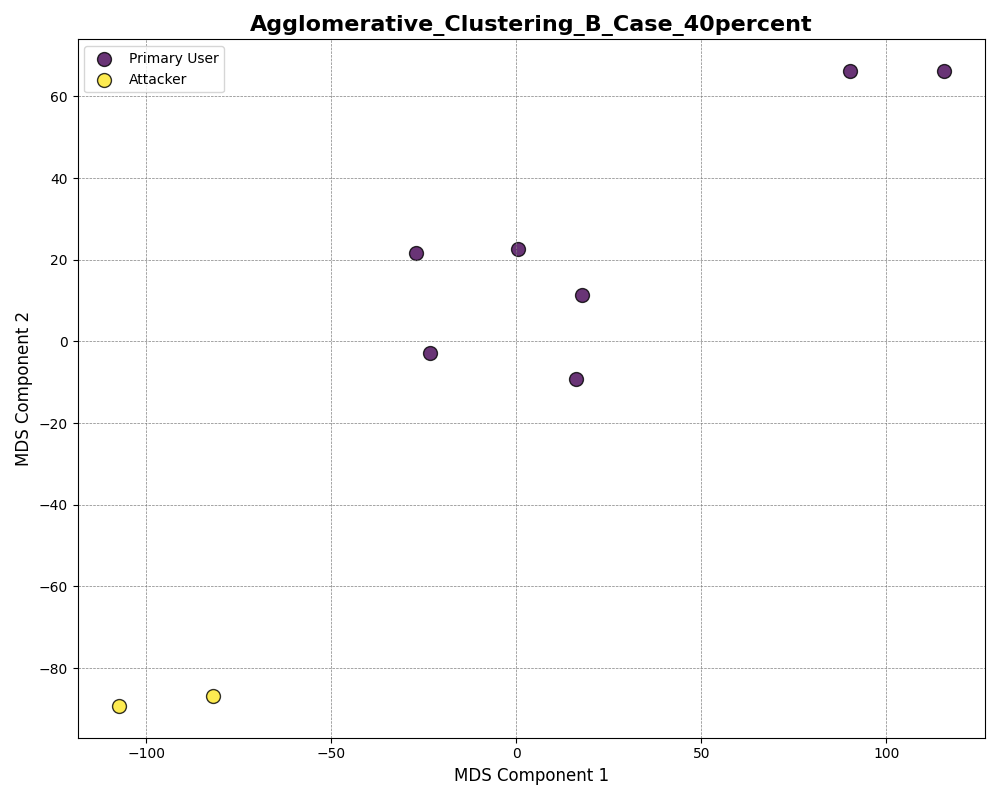 Agglomerative_Clustering_B_Case_40percent
Primary User
Attacker
60
40
20
0
−20
−40
−60
−80
MDS Component 2
−100
−50
0
50
100
MDS Component 1